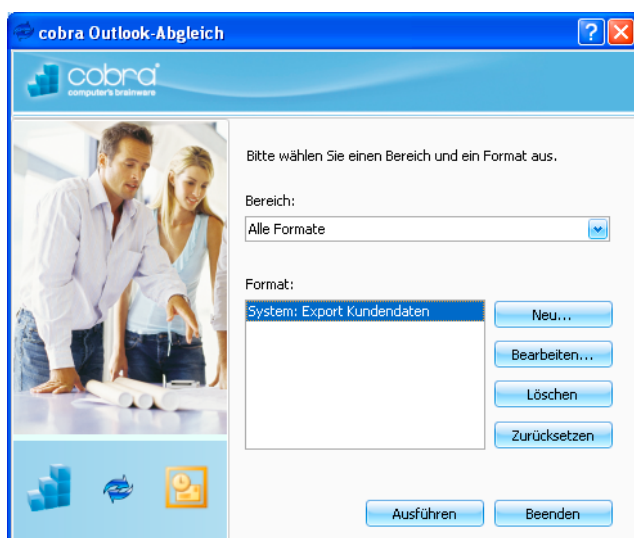 cobra Outlook-Abgleich
cobra
computer's brainware
Bitte wählen Sie einen Bereich und ein Format aus.
Bereich:
Alle Formate
Format:
System: Export Kundendaten
Neu...
Bearbeiten...
Löschen
Zurücksetzen
Ausführen
Beenden